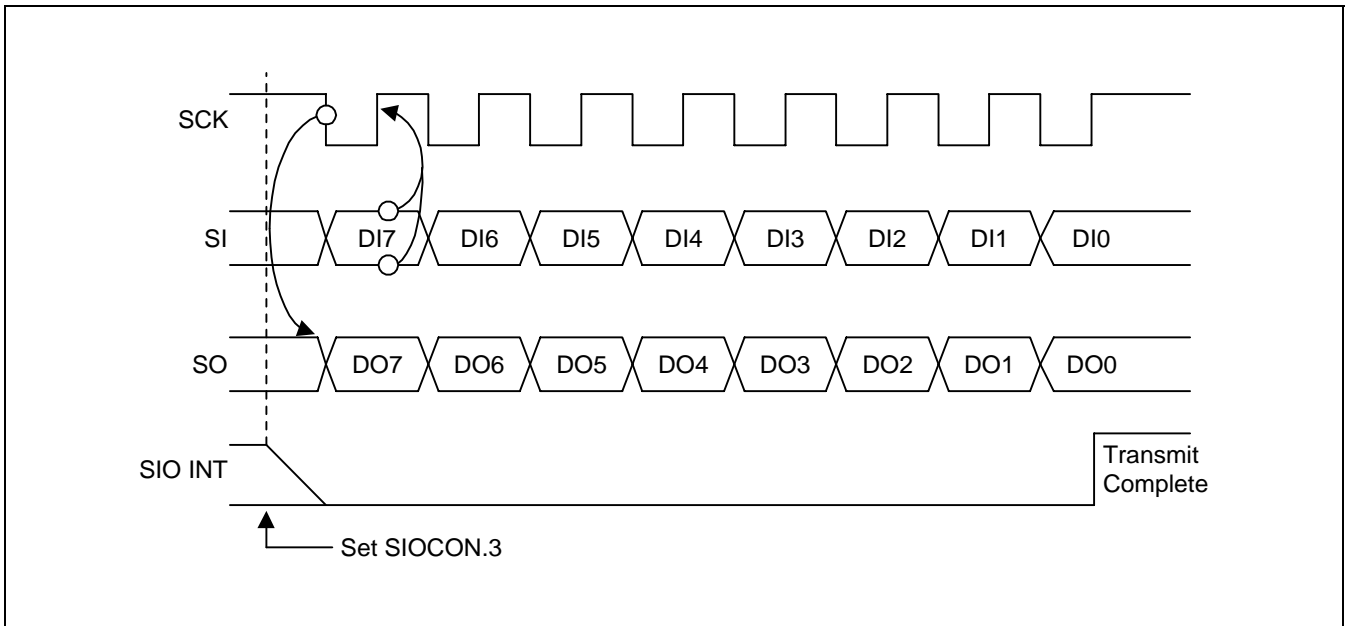 SCK
SI
DI7 DI6 DI5 DI4 DI3 DI2 DI1 DI0
SO
DO7 DO6 DO5 DO4 DO3 DO2 DO1 DO0
SIO INT
Transmit
Complete
Set SIOCON.3